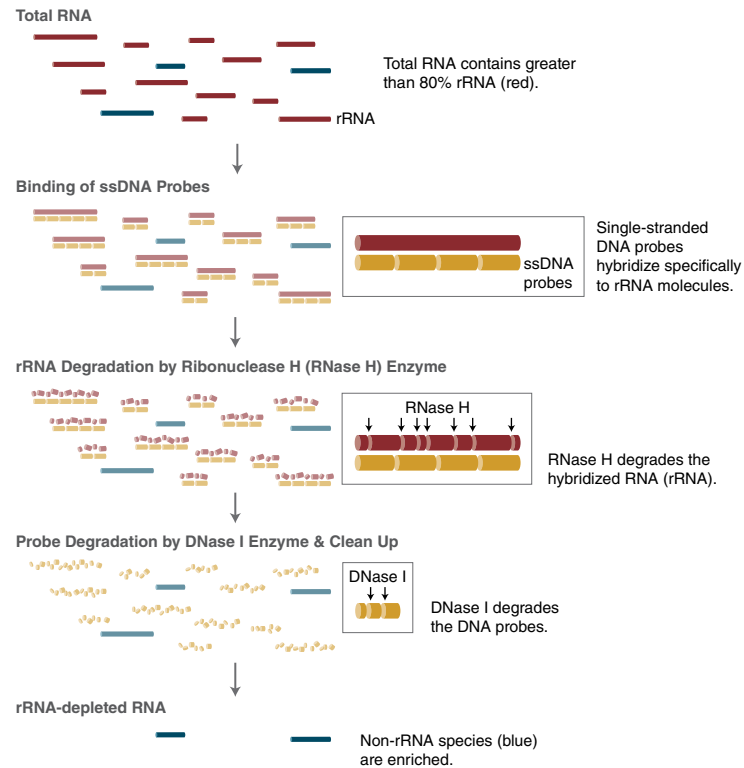 Total RNA
Total RNA contains greater
than 80% rRNA (red).
rRNA
Binding of ssDNA Probes
ssDNA
probes
Single-stranded
DNA probes
hybridize specifically
to rRNA molecules.
rRNA Degradation by Ribonuclease H (RNase H) Enzyme
RNase H
RNase H degrades the
hybridized RNA (rRNA).
Probe Degradation by DNase I Enzyme & Clean Up
DNase I
DNase I degrades
the DNA probes.
rRNA-depleted RNA
Non-rRNA species (blue)
are enriched.